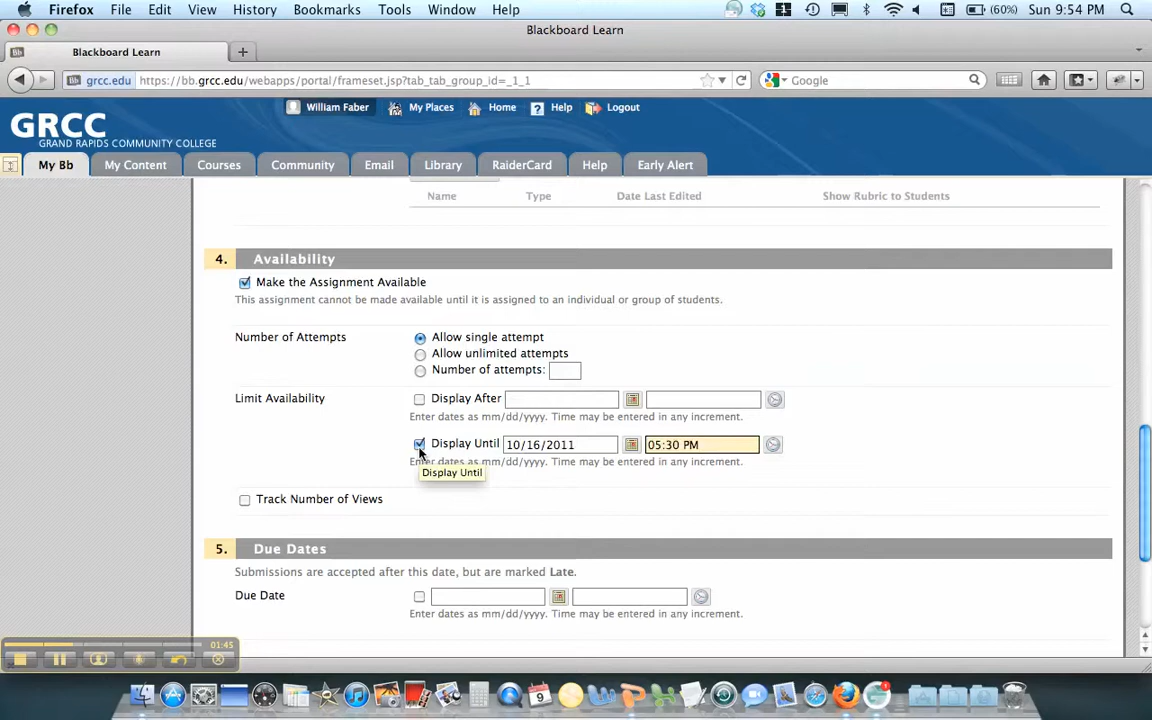 Firefox File Edit View History Bookmarks Tools Window Help (60%) Sun 9:54 PM
Blackboard Learn
Bb Blackboard Learn
grcc.edu https://bb.grcc.edu/webapps/portal/frameset.jsp?tab_tab_group_id=_1_1 Google
William Faber My Places Home Help Logout
GRCC
GRAND RAPIDS COMMUNITY COLLEGE
My Bb My Content Courses Community Email Library RaiderCard Help Early Alert
Name Type Date Last Edited Show Rubric to Students
4. Availability
Make the Assignment Available
This assignment cannot be made available until it is assigned to an individual or group of students.
Number of Attempts Allow single attempt
Allow unlimited attempts
Number of attempts:
Limit Availability Display After
Enter dates as mm/dd/yyyy. Time may be entered in any increment.
Display Until 10/16/2011 05:30 PM
Enter dates as mm/dd/yyyy. Time may be entered in any increment.
Display Until
Track Number of Views
5. Due Dates
Submissions are accepted after this date, but are marked Late.
Due Date
Enter dates as mm/dd/yyyy. Time may be entered in any increment.
01:45